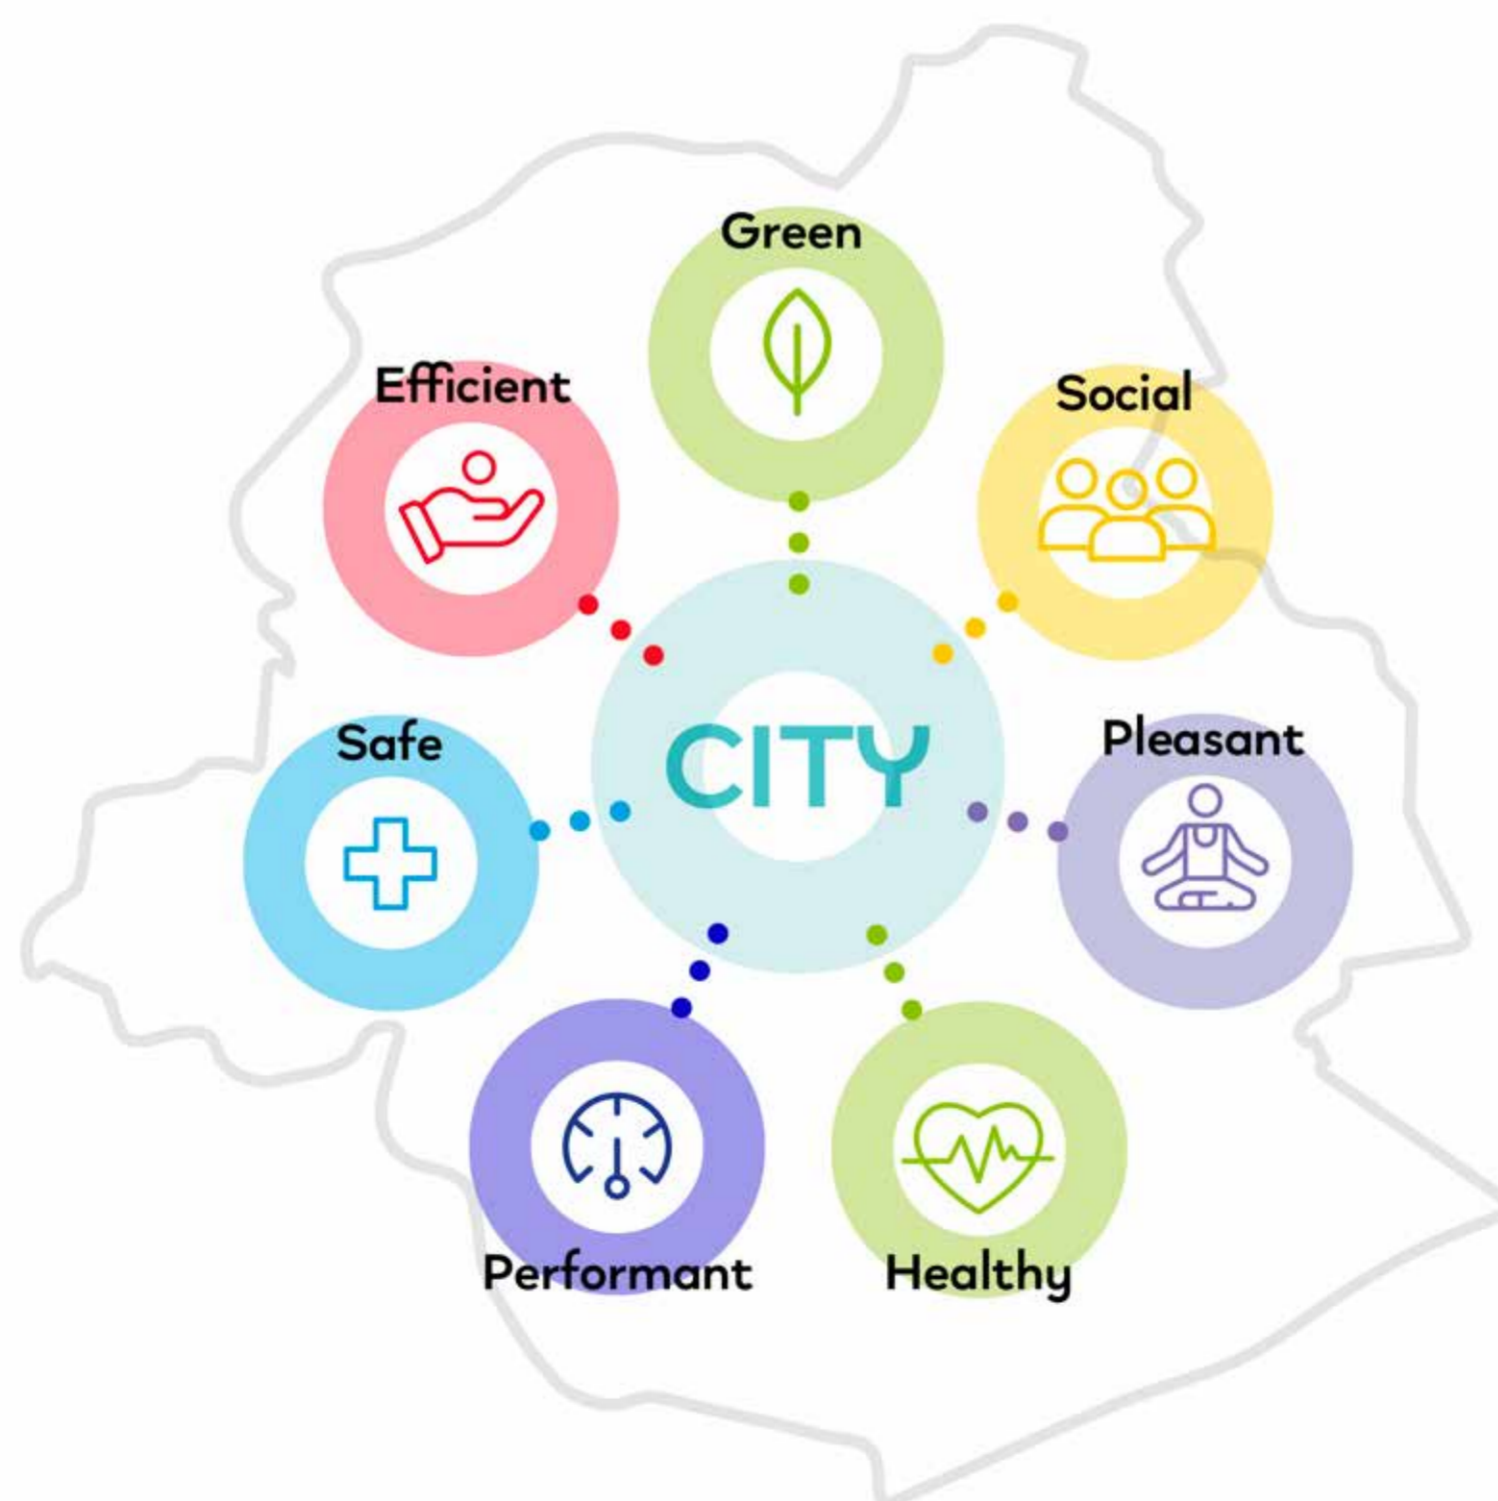 Green
Efficient
Social
CITY
Safe
Pleasant
Performant
Healthy